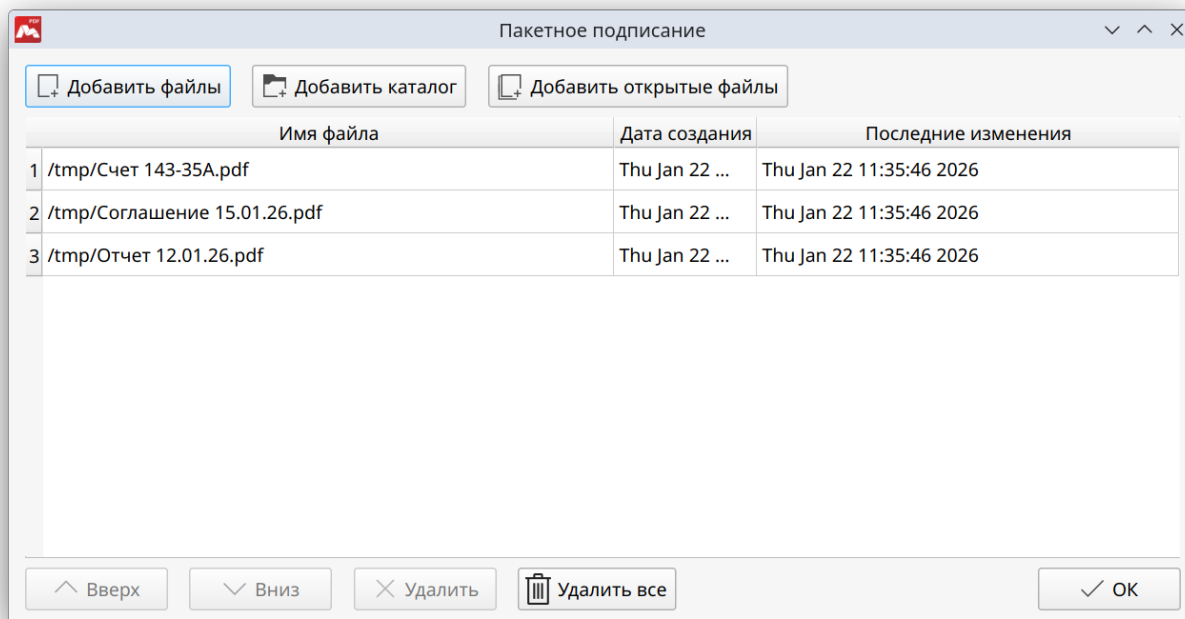 PDF
Пакетное подписание
Добавить файлы Добавить каталог Добавить открытые файлы
Имя файла Дата создания Последние изменения
1 /tmp/Счет 143-35А.pdf Thu Jan 22 ... Thu Jan 22 11:35:46 2026
2 /tmp/Соглашение 15.01.26.pdf Thu Jan 22 ... Thu Jan 22 11:35:46 2026
3 /tmp/Отчет 12.01.26.pdf Thu Jan 22 ... Thu Jan 22 11:35:46 2026
Вверх Вниз Удалить Удалить все ОК